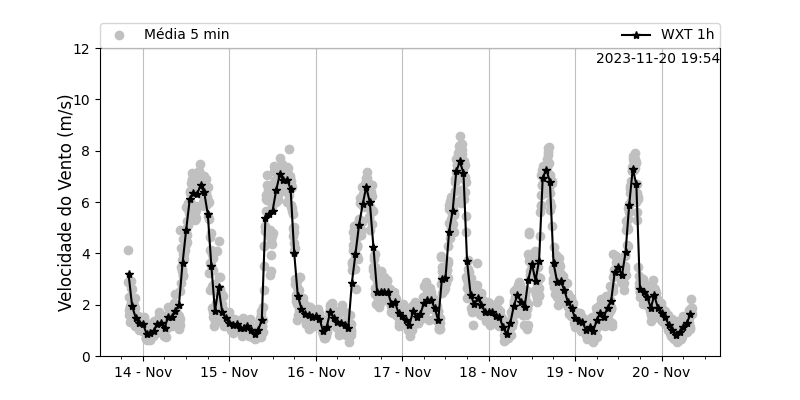 Média 5 min
WXT 1h
2023-11-20 19:54
Velocidade do Vento (m/s)
12
10
8
6
4
2
0
14 - Nov
15 - Nov
16 - Nov
17 - Nov
18 - Nov
19 - Nov
20 - Nov